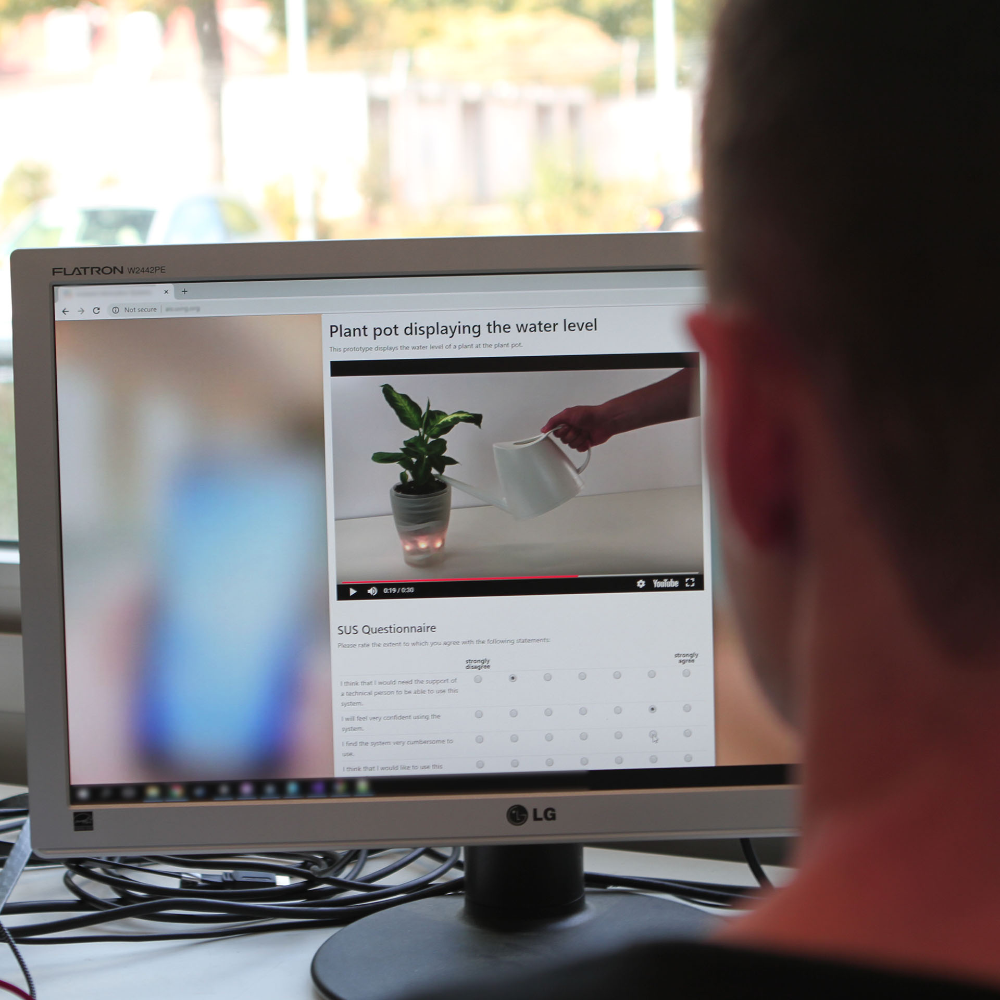 FLATRON W2442PE
Not secure
Plant pot displaying the water level
This prototype displays the water level of a plant at the plant pot.
0:19 / 0:30
YouTube
SUS Questionnaire
Please rate the extent to which you agree with the following statements:
strongly
disagree
strongly
agree
I think that I would need the support of
a technical person to be able to use this
system.
I will feel very confident using the
system.
I find the system very cumbersome to
use.
I think that I would like to use this
LG